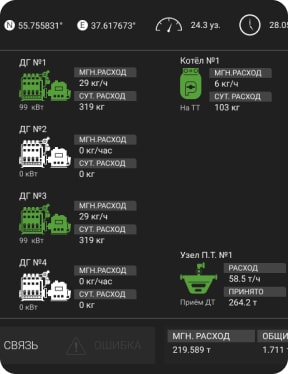 N 55.755831° E 37.617673° 24.3 уз. 28.05
ДГ №1
МГН.РАСХОД
29 кг/ч
СУТ. РАСХОД
99 кВт
319 кг
ДГ №2
МГН.РАСХОД
0 кг/час
СУТ. РАСХОД
0 кВт
0 кг
ДГ №3
МГН.РАСХОД
29 кг/ч
СУТ. РАСХОД
99 кВт
319 кг
ДГ №4
МГН.РАСХОД
0 кг/час
СУТ. РАСХОД
0 кВт
0 кг
Котёл №1
МГН.РАСХОД
6 кг/ч
СУТ. РАСХОД
На ТТ
103 кг
Узел П.Т. №1
РАСХОД
58.5 т/ч
ПРИНЯТО
Приём ДТ
264.2 т
СВЯЗЬ
ОШИБКА
МГН. РАСХОД
219.589 т
ОБЩИ
1.711